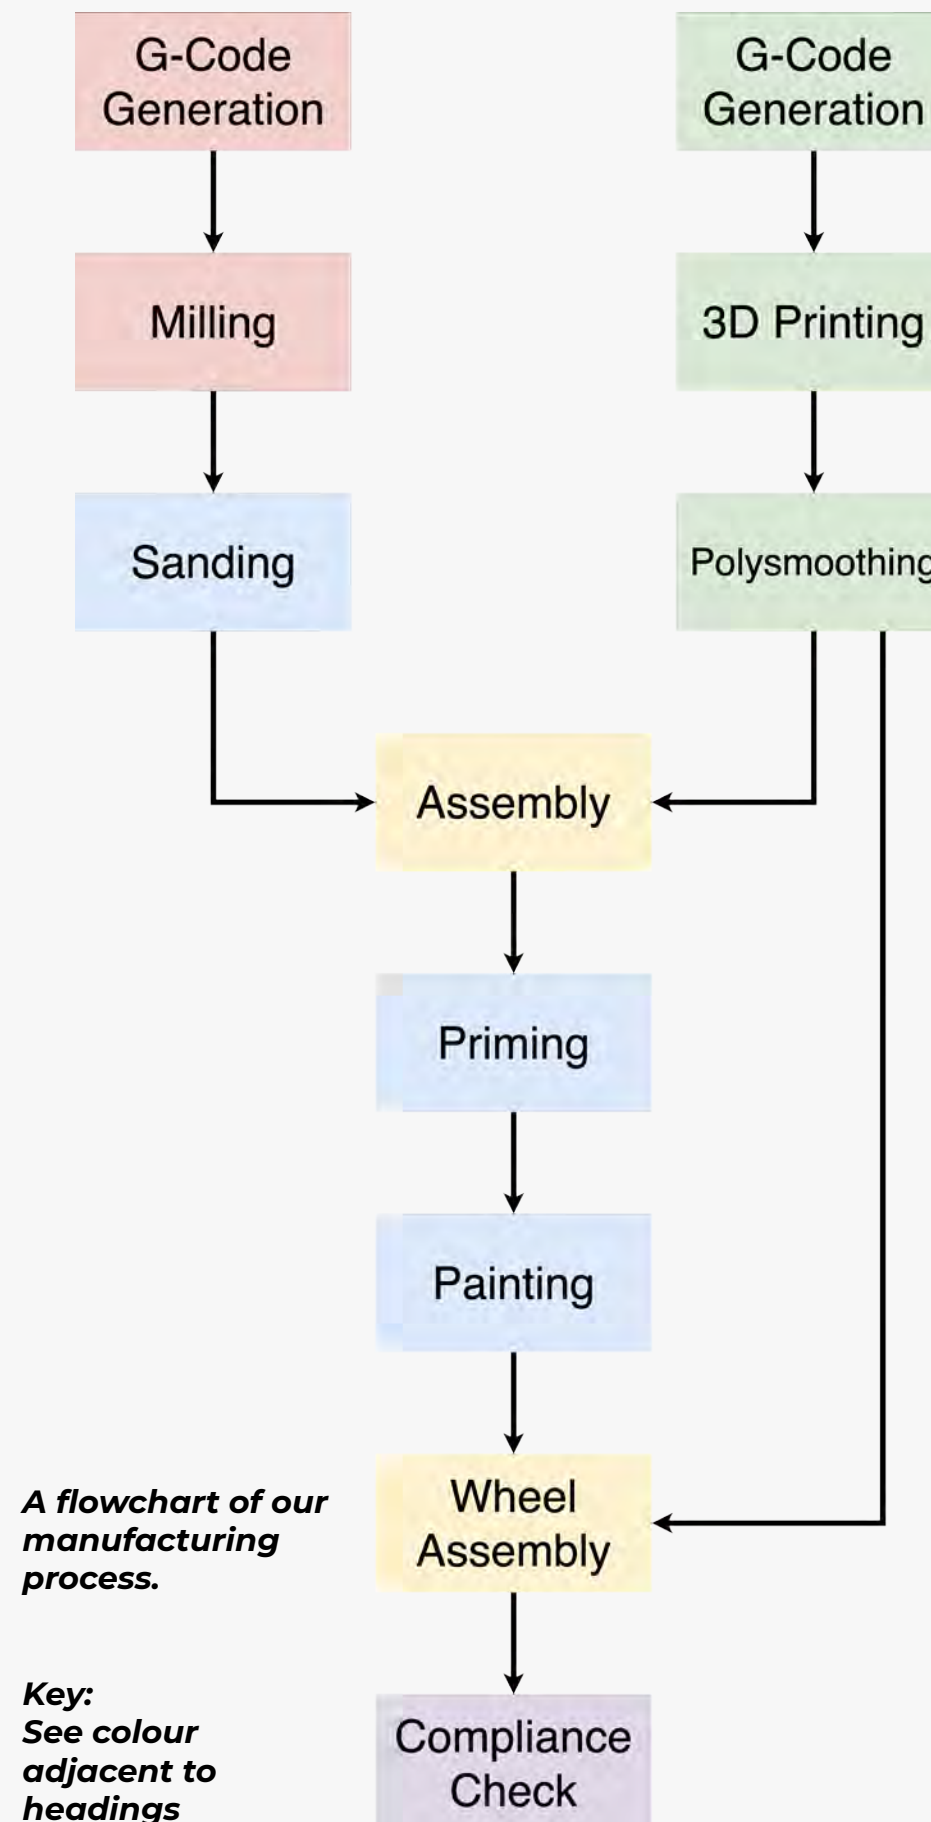 G-Code
Generation
G-Code
Generation
Milling
3D Printing
Sanding
Polysmoothing
Assembly
Priming
Painting
Wheel
Assembly
A flowchart of our
manufacturing
process.
Key:
See colour
adjacent to
headings
Compliance
Check